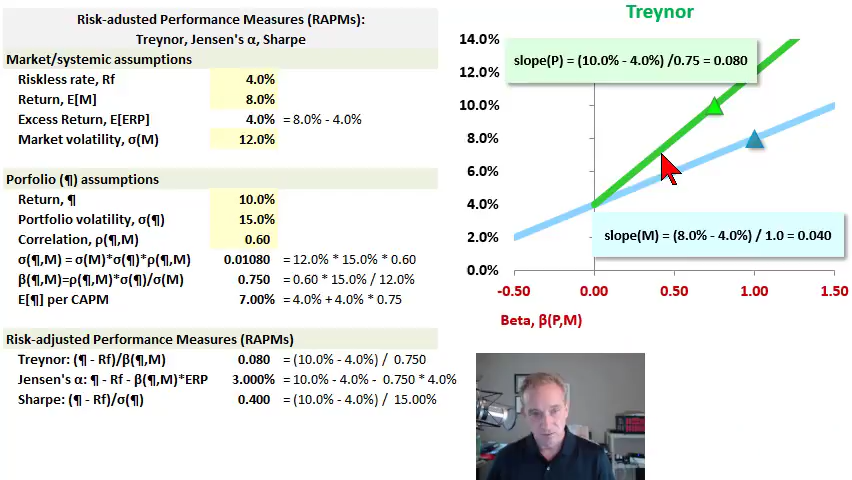 Risk-adusted Performance Measures (RAPMs):
Treynor, Jensen's α, Sharpe
Market/systemic assumptions
Riskless rate, Rf 4.0%
Return, E[M] 8.0%
Excess Return, E[ERP] 4.0% = 8.0% - 4.0%
Market volatility, σ(M) 12.0%
Porfolio (¶) assumptions
Return, ¶ 10.0%
Portfolio volatility, σ(¶) 15.0%
Correlation, ρ(¶,M) 0.60
σ(¶,M) = σ(M)*σ(¶)*ρ(¶,M) 0.01080 = 12.0% * 15.0% * 0.60
β(¶,M)=ρ(¶,M)*σ(¶)/σ(M) 0.750 = 0.60 * 15.0% / 12.0%
E[¶] per CAPM 7.00% = 4.0% + 4.0% * 0.75
Risk-adjusted Performance Measures (RAPMs)
Treynor: (¶ - Rf)/β(¶,M) 0.080 = (10.0% - 4.0%) / 0.750
Jensen's α: ¶ - Rf - β(¶,M)*ERP 3.000% = 10.0% - 4.0% - 0.750 * 4.0%
Sharpe: (¶ - Rf)/σ(¶) 0.400 = (10.0% - 4.0%) / 15.00%
Treynor
14.0%
12.0%
10.0%
8.0%
6.0%
4.0%
2.0%
0.0%
slope(P) = (10.0% - 4.0%) /0.75 = 0.080
slope(M) = (8.0% - 4.0%) / 1.0 = 0.040
-0.50 0.00 0.50 1.00 1.50
Beta, β(P,M)